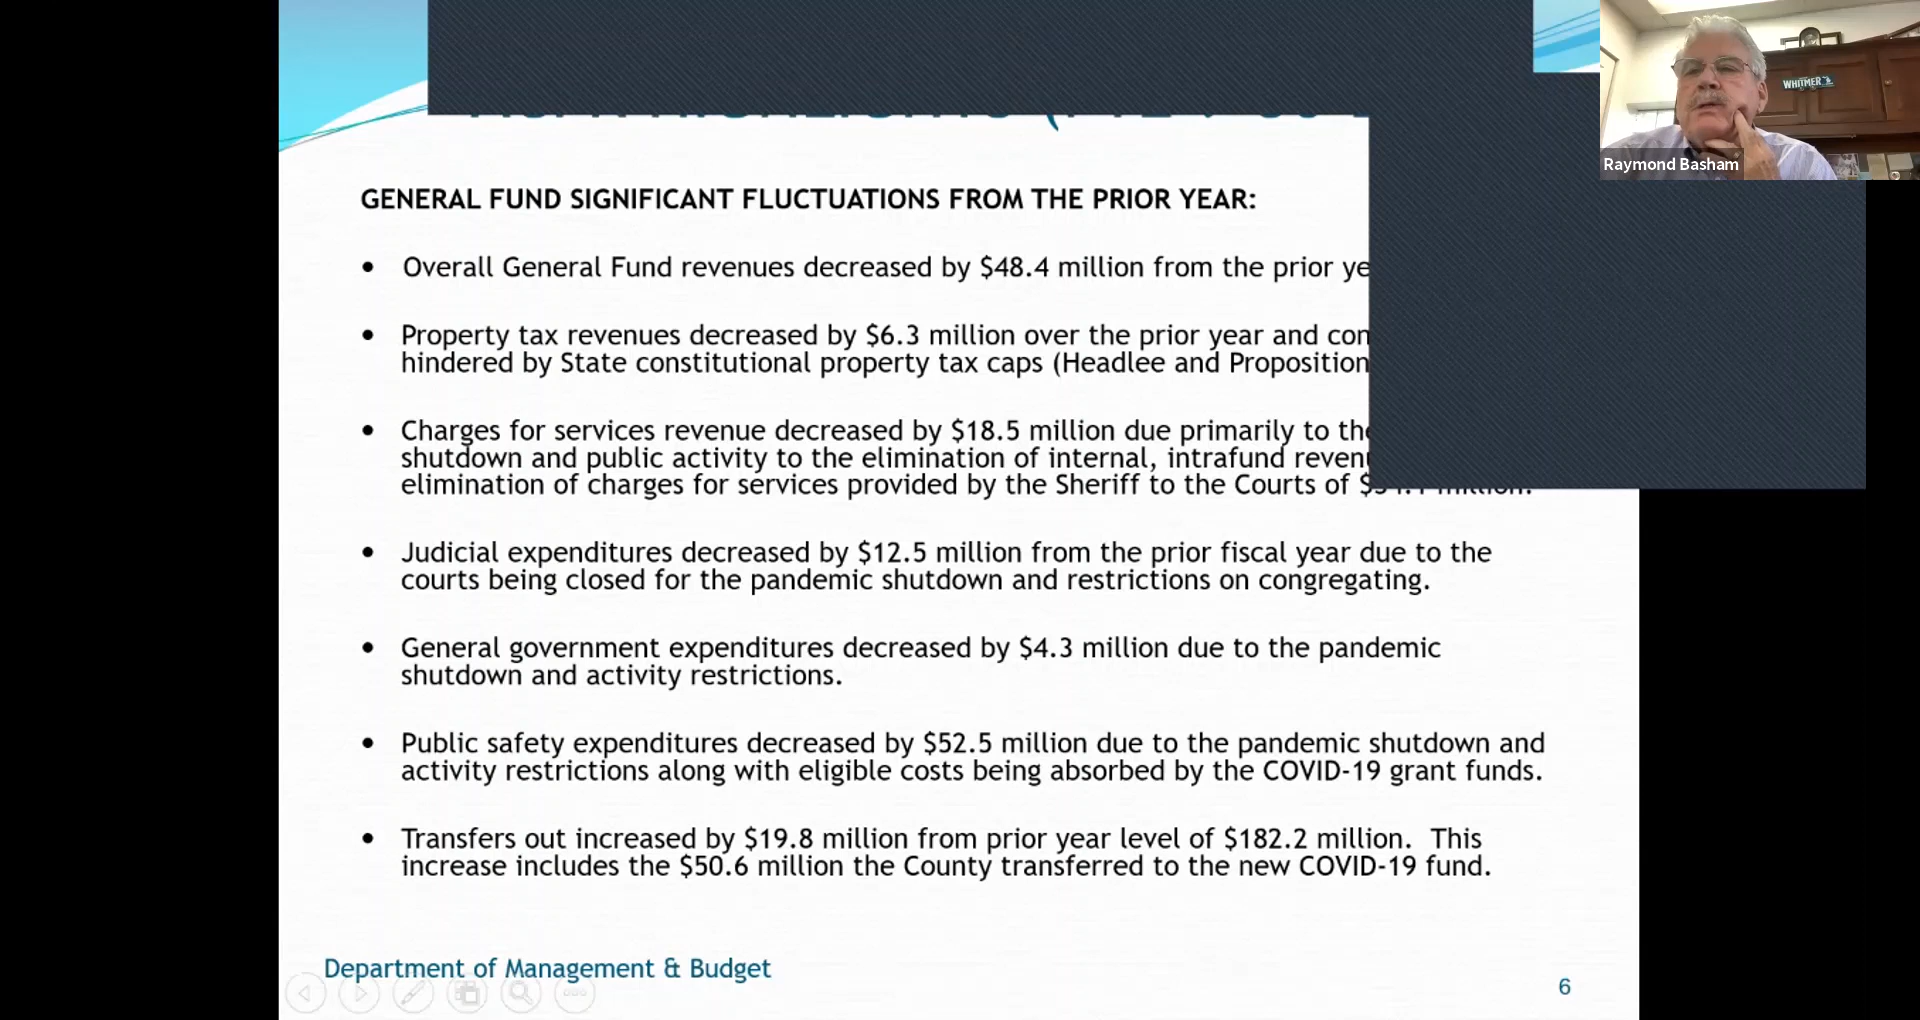 WHITMER
Raymond Basham
GENERAL FUND SIGNIFICANT FLUCTUATIONS FROM THE PRIOR YEAR:
• Overall General Fund revenues decreased by $48.4 million from the prior
• Property tax revenues decreased by $6.3 million over the prior year and
hindered by State constitutional property tax caps (Headlee and Proposition
• Charges for services revenue decreased by $18.5 million due primarily to
shutdown and public activity to the elimination of internal, intrafund
elimination of charges for services provided by the Sheriff to the Courts of
• Judicial expenditures decreased by $12.5 million from the prior fiscal year due to the
courts being closed for the pandemic shutdown and restrictions on congregating.
• General government expenditures decreased by $4.3 million due to the pandemic
shutdown and activity restrictions.
• Public safety expenditures decreased by $52.5 million due to the pandemic shutdown and
activity restrictions along with eligible costs being absorbed by the COVID-19 grant funds.
• Transfers out increased by $19.8 million from prior year level of $182.2 million. This
increase includes the $50.6 million the County transferred to the new COVID-19 fund.
Department of Management & Budget
6